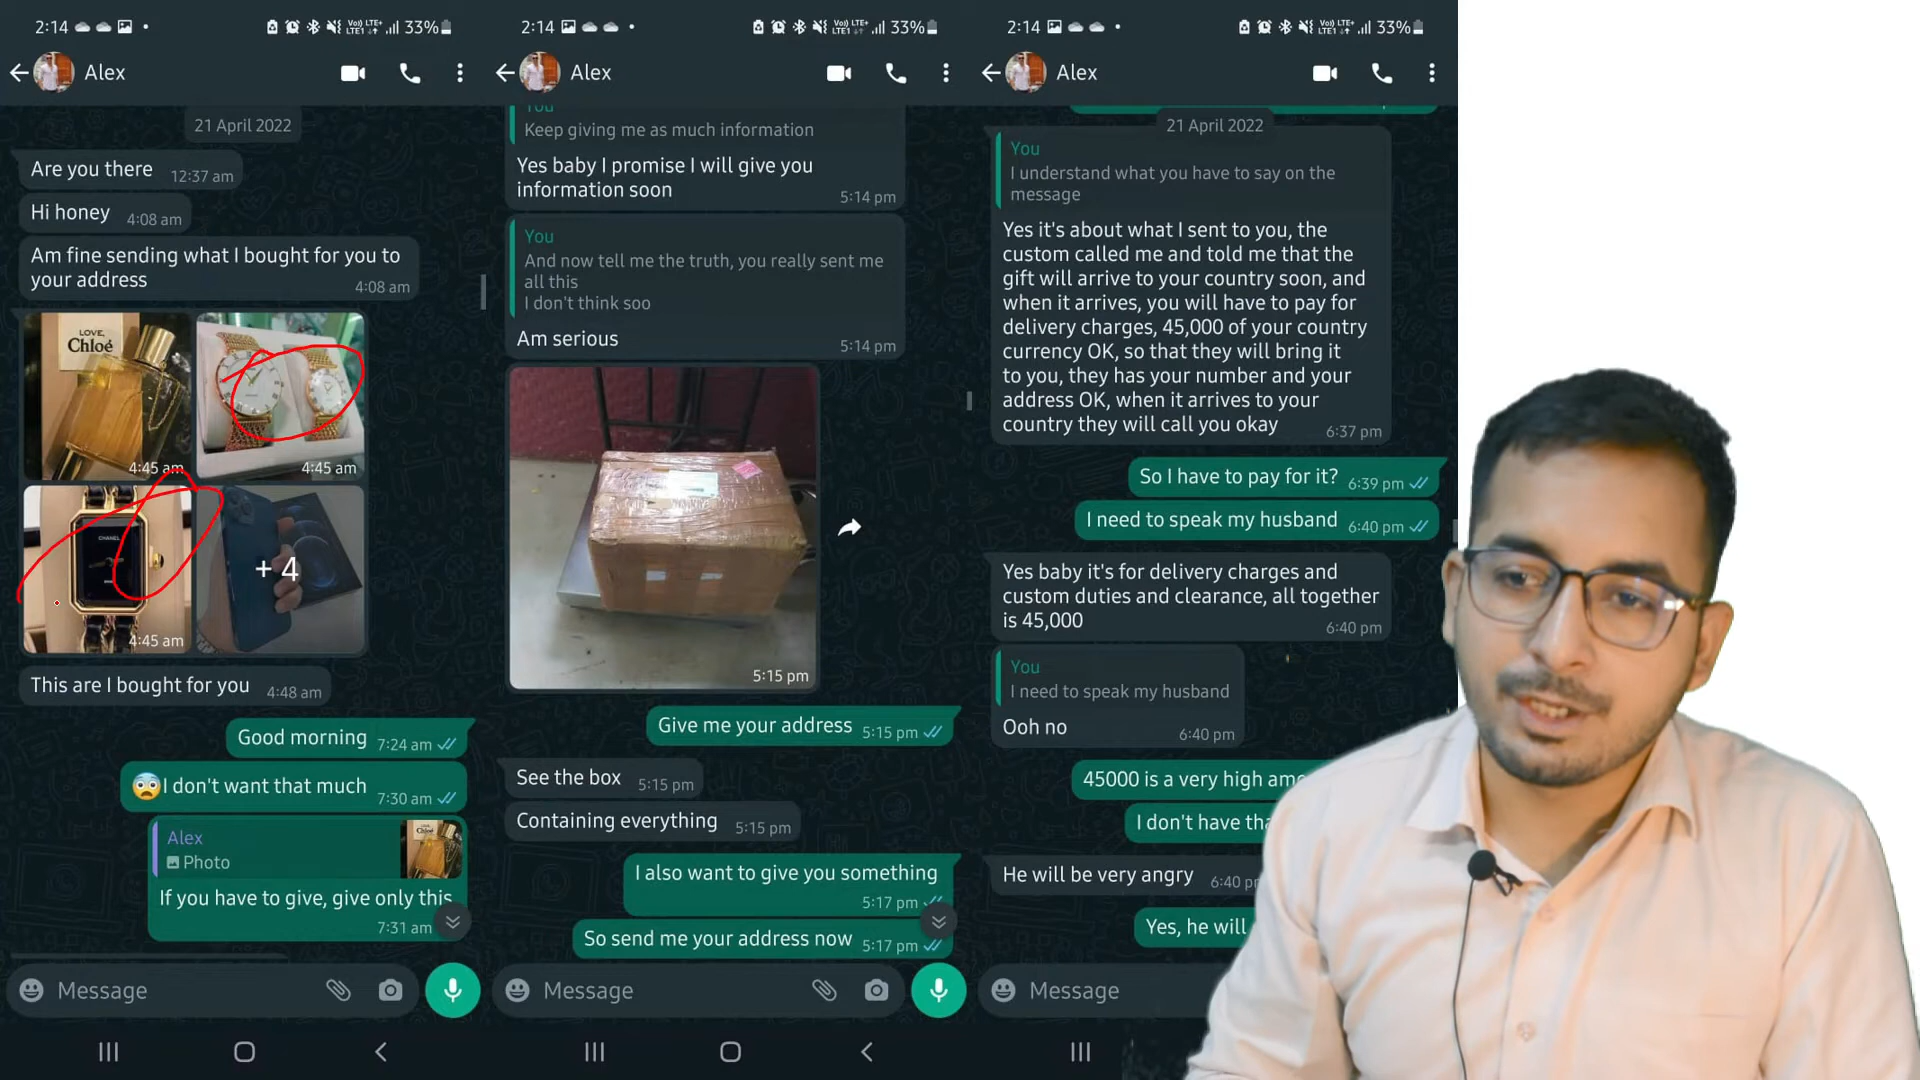 2:14
33%
Alex
21 April 2022
Are you there 12:37 am
Hi honey 4:08 am
Am fine sending what I bought for you to
your address 4:08 am
LOVE,
Chloé
4:45 am
4:45 am
CHANEL
4:45 am
+ 4
This are I bought for you 4:48 am
Good morning 7:24 am
😨I don't want that much 7:30 am
Alex
Photo
If you have to give, give only this
7:31 am
Message
2:14
33%
Alex
You
Keep giving me as much information
Yes baby I promise I will give you
information soon
5:14 pm
You
And now tell me the truth, you really sent me
all this
I don't think soo
Am serious
5:14 pm
5:15 pm
Give me your address 5:15 pm
See the box 5:15 pm
Containing everything 5:15 pm
I also want to give you something
5:17 pm
So send me your address now 5:17 pm
Message
2:14
33%
Alex
21 April 2022
You
I understand what you have to say on the
message
Yes it's about what I sent to you, the
custom called me and told me that the
gift will arrive to your country soon, and
when it arrives, you will have to pay for
delivery charges, 45,000 of your country
currency OK, so that they will bring it
to you, they has your number and your
address OK, when it arrives to your
country they will call you okay 6:37 pm
So I have to pay for it? 6:39 pm
I need to speak my husband 6:40 pm
Yes baby it's for delivery charges and
custom duties and clearance, all together
is 45,000 6:40 pm
You
I need to speak my husband
Ooh no 6:40 pm
45000 is a very high
I don't have
He will be very angry 6:40
Yes, he will
Message